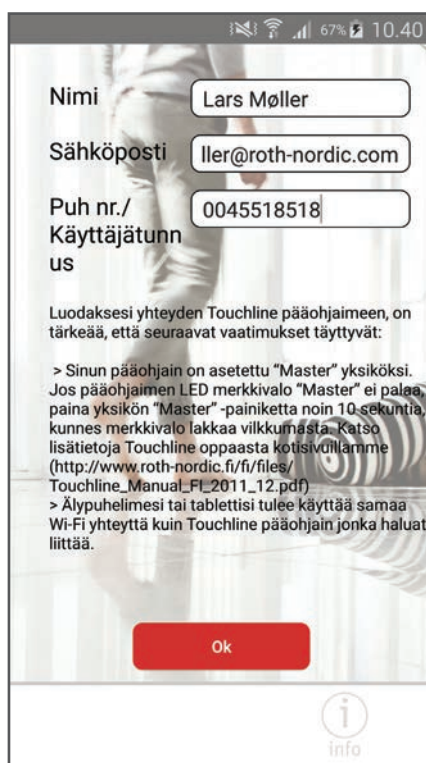 67% 10.40
Nimi
Lars Møller
Sähköposti
ller@roth-nordic.com
Puh nr./
Käyttäjätunn
us
0045518518
Luodaksesi yhteyden Touchline pääohjaimeen, on
tärkeää, että seuraavat vaatimukset täyttyvät:
> Sinun pääohjain on asetettu “Master” yksiköksi.
Jos pääohjaimen LED merkkivalo “Master” ei palaa,
paina yksikön “Master” -painiketta noin 10 sekuntia,
kunnes merkkivalo lakkaa vilkkumasta. Katso
lisätietoja Touchline oppaasta kotisivuillamme
(http://www.roth-nordic.fi/fi/files/
Touchline_Manual_FI_2011_12.pdf)
> Älypuhelimesi tai tablettisi tulee käyttää samaa
Wi-Fi yhteyttä kuin Touchline pääohjain jonka haluat
liittää.
Ok
info